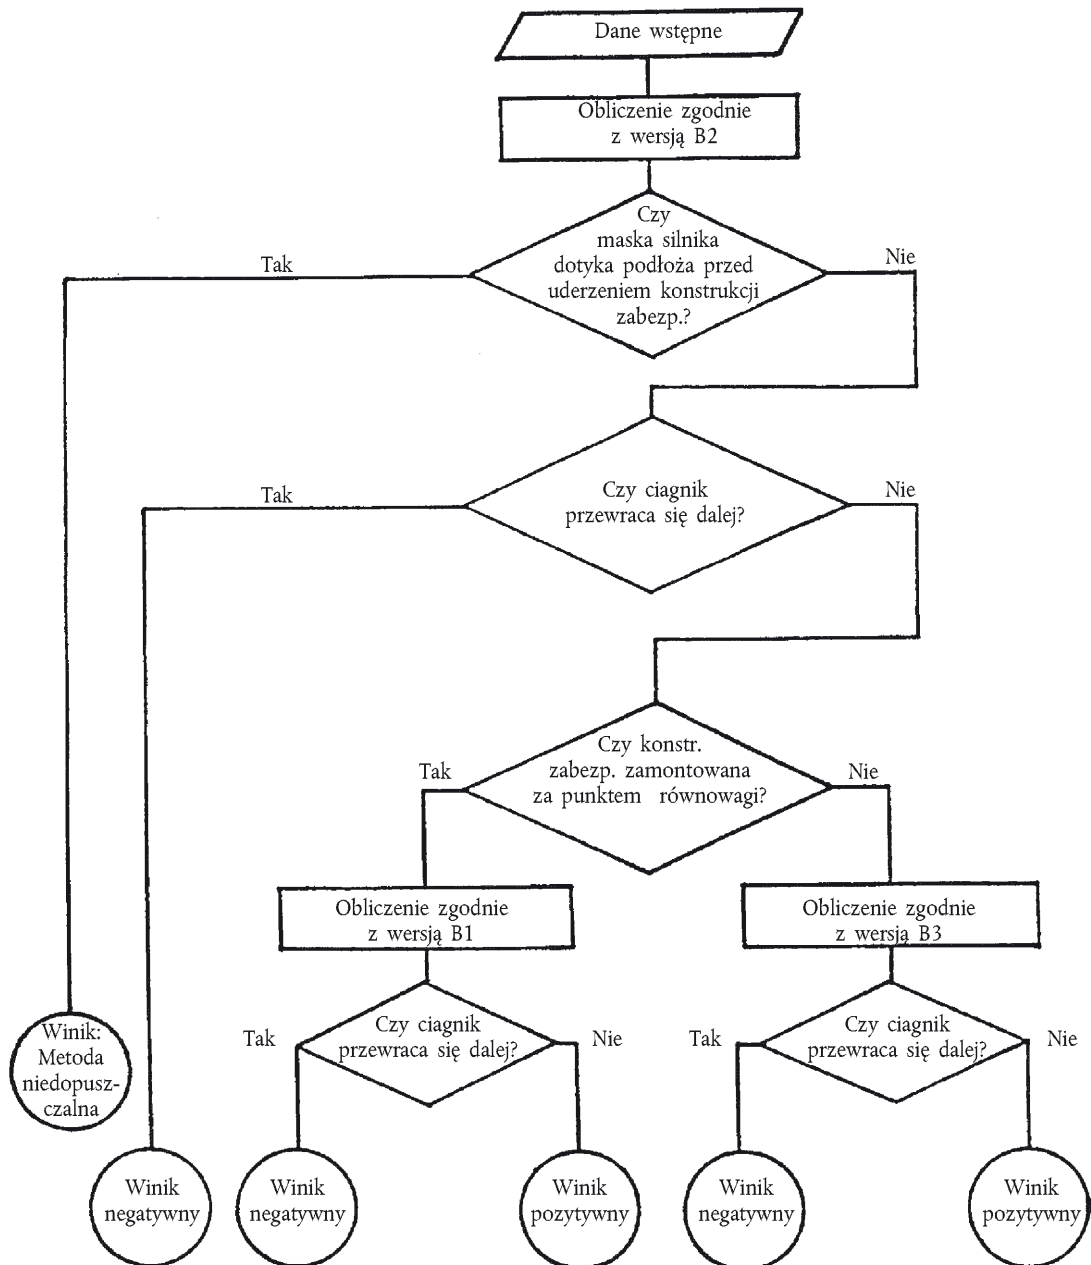 Dane wstępne
Obliczenie zgodnie
z wersją B2
Czy
maska silnika
dotyka podłoża przed
uderzeniem konstrukcji
zabezp.?
Tak
Nie
Czy ciagnik
przewraca się dalej?
Tak
Nie
Czy konstr.
zabezp. zamontowana
za punktem równowagi?
Tak
Nie
Obliczenie zgodnie
z wersją B1
Obliczenie zgodnie
z wersją B3
Czy ciagnik
przewraca się dalej?
Tak
Nie
Czy ciagnik
przewraca się dalej?
Tak
Nie
Winik:
Metoda
niedopusz-
czalna
Winik
negatywny
Winik
negatywny
Winik
pozytywny
Winik
negatywny
Winik
pozytywny